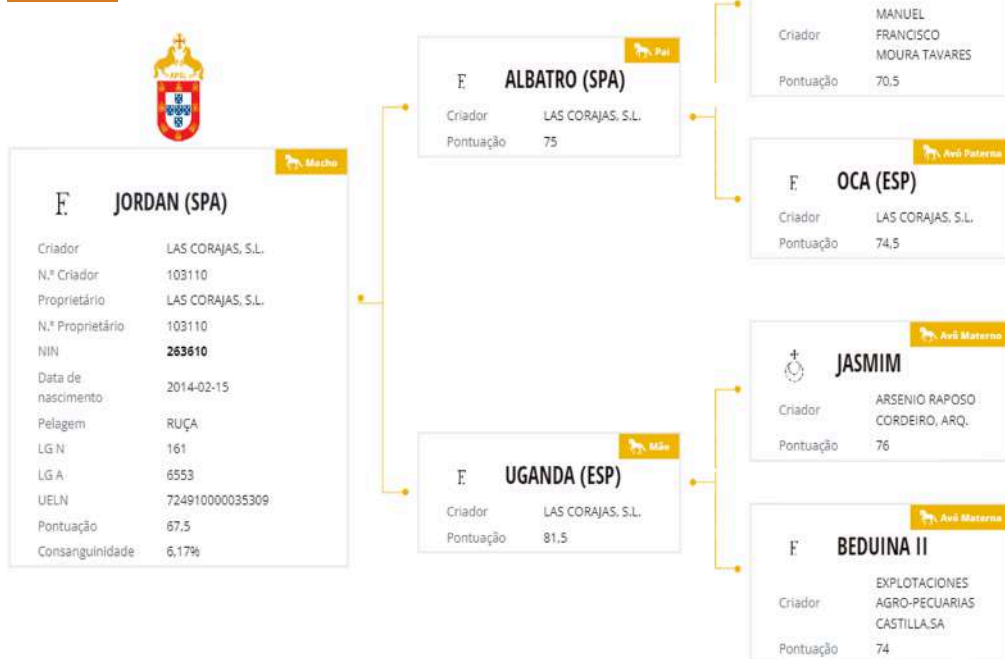 APSL
Macho
F. JORDAN (SPA)
Criador LAS CORAJAS, S.L.
N.º Criador 103110
Proprietário LAS CORAJAS, S.L.
N.º Proprietário 103110
NIN 263610
Data de
nascimento 2014-02-15
Pelagem RUÇA
LG N 161
LG A 6553
UELN 724910000035309
Pontuação 67,5
Consanguinidade 6,17%
Pai
F. ALBATRO (SPA)
Criador LAS CORAJAS, S.L.
Pontuação 75
Mãe
F. UGANDA (ESP)
Criador LAS CORAJAS, S.L.
Pontuação 81,5
Criador MANUEL
FRANCISCO
MOURA TAVARES
Pontuação 70,5
Avó Paterna
F. OCA (ESP)
Criador LAS CORAJAS, S.L.
Pontuação 74,5
Avô Materno
JASMIM
Criador ARSENIO RAPOSO
CORDEIRO, ARQ.
Pontuação 76
Avó Materna
F. BEDUINA II
Criador EXPLOTACIONES
AGRO-PECUARIAS
CASTILLA,SA
Pontuação 74